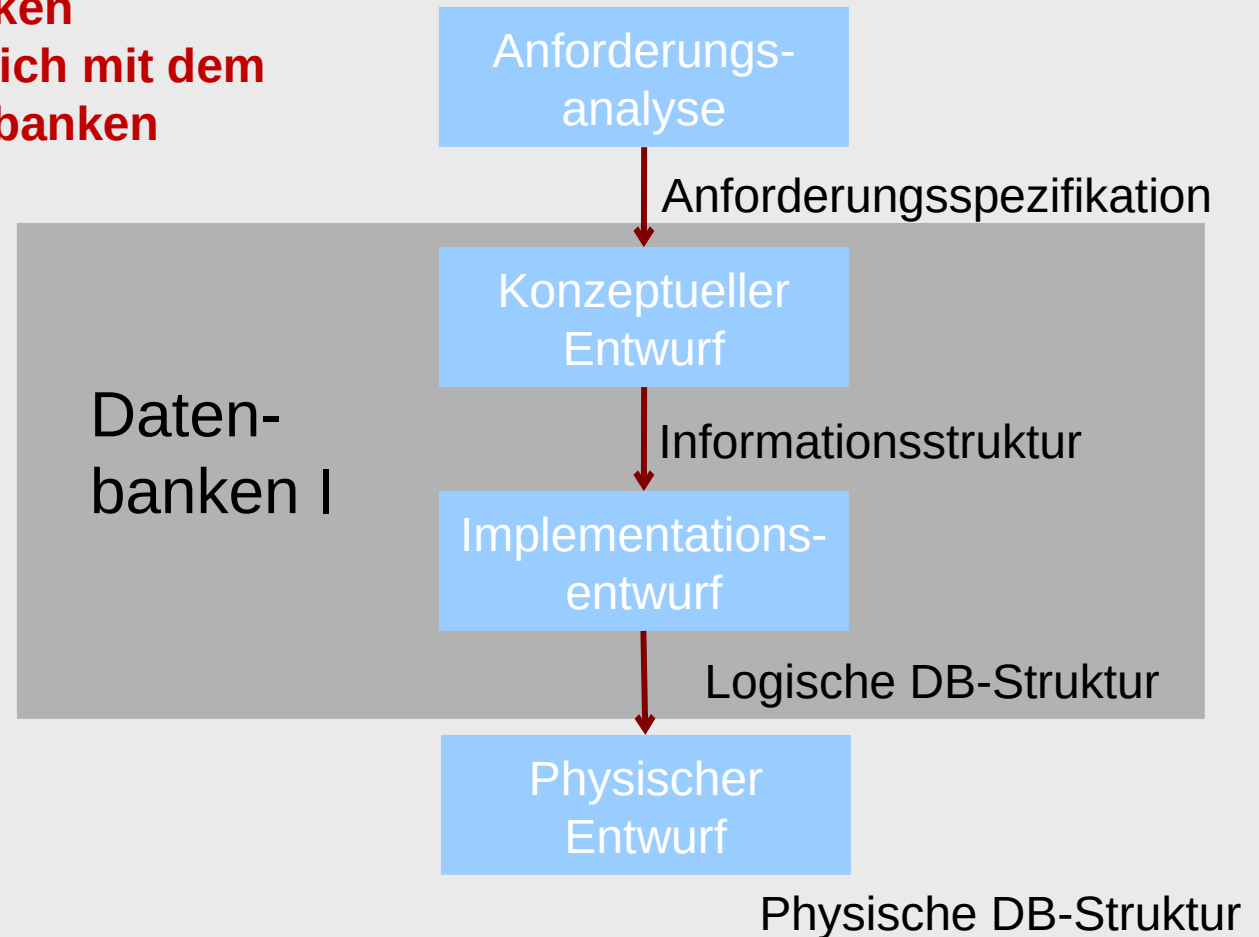 ken
ich mit dem
banken
Anforderungs-
analyse
Anforderungsspezifikation
Konzeptueller
Entwurf
Daten-
banken I
Informationsstruktur
Implementations-
entwurf
Logische DB-Struktur
Physischer
Entwurf
Physische DB-Struktur